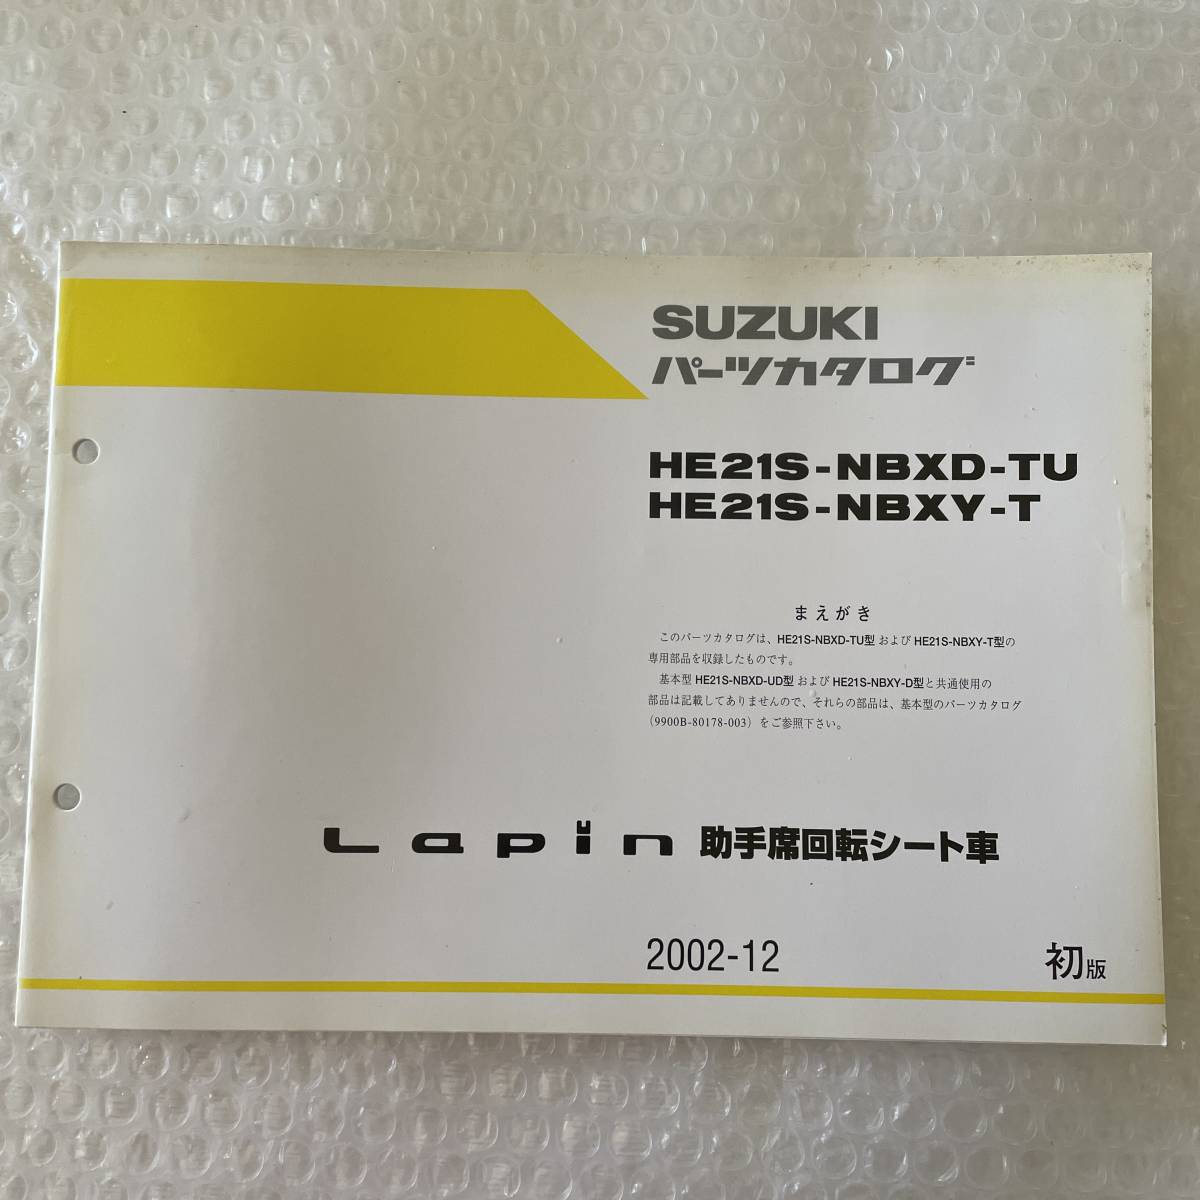 SUZUKI
パーツカタログ
HE21S-NBXD-TU
HE21S-NBXY-T
まえがき
このパーツカタログは、HE21S-NBXD-TU型 および HE21S-NBXY-T型の
専用部品を収録したものです。
基本型 HE21S-NBXD-UD型 および HE21S-NBXY-D型と共通使用の
部品は記載してありませんので、それらの部品は、基本型のパーツカタログ
（9900B-80178-003）をご参照下さい。
Lapin 助手席回転シート車
2002-12 初版